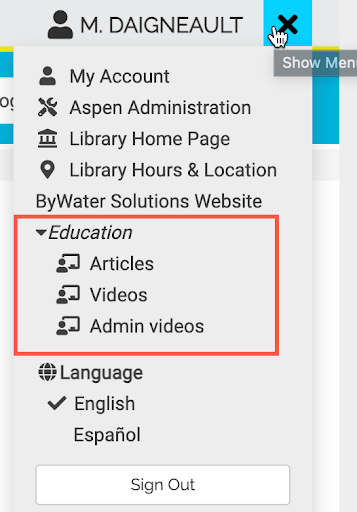 M. DAIGNEAULT
Show Men
og
My Account
Aspen Administration
Library Home Page
Library Hours & Location
ByWater Solutions Website
Education
Articles
Videos
Admin videos
Language
English
Español
Sign Out